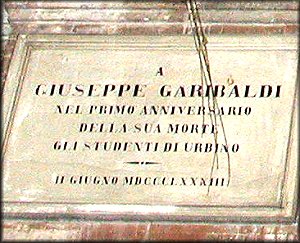 A
GIUSEPPE GARIBALDI
NEL PRIMO ANNIVERSARIO
DELLA SUA MORTE
GLI STUDENTI DI URBINO
II GIUGNO MDCCCLXXXIII